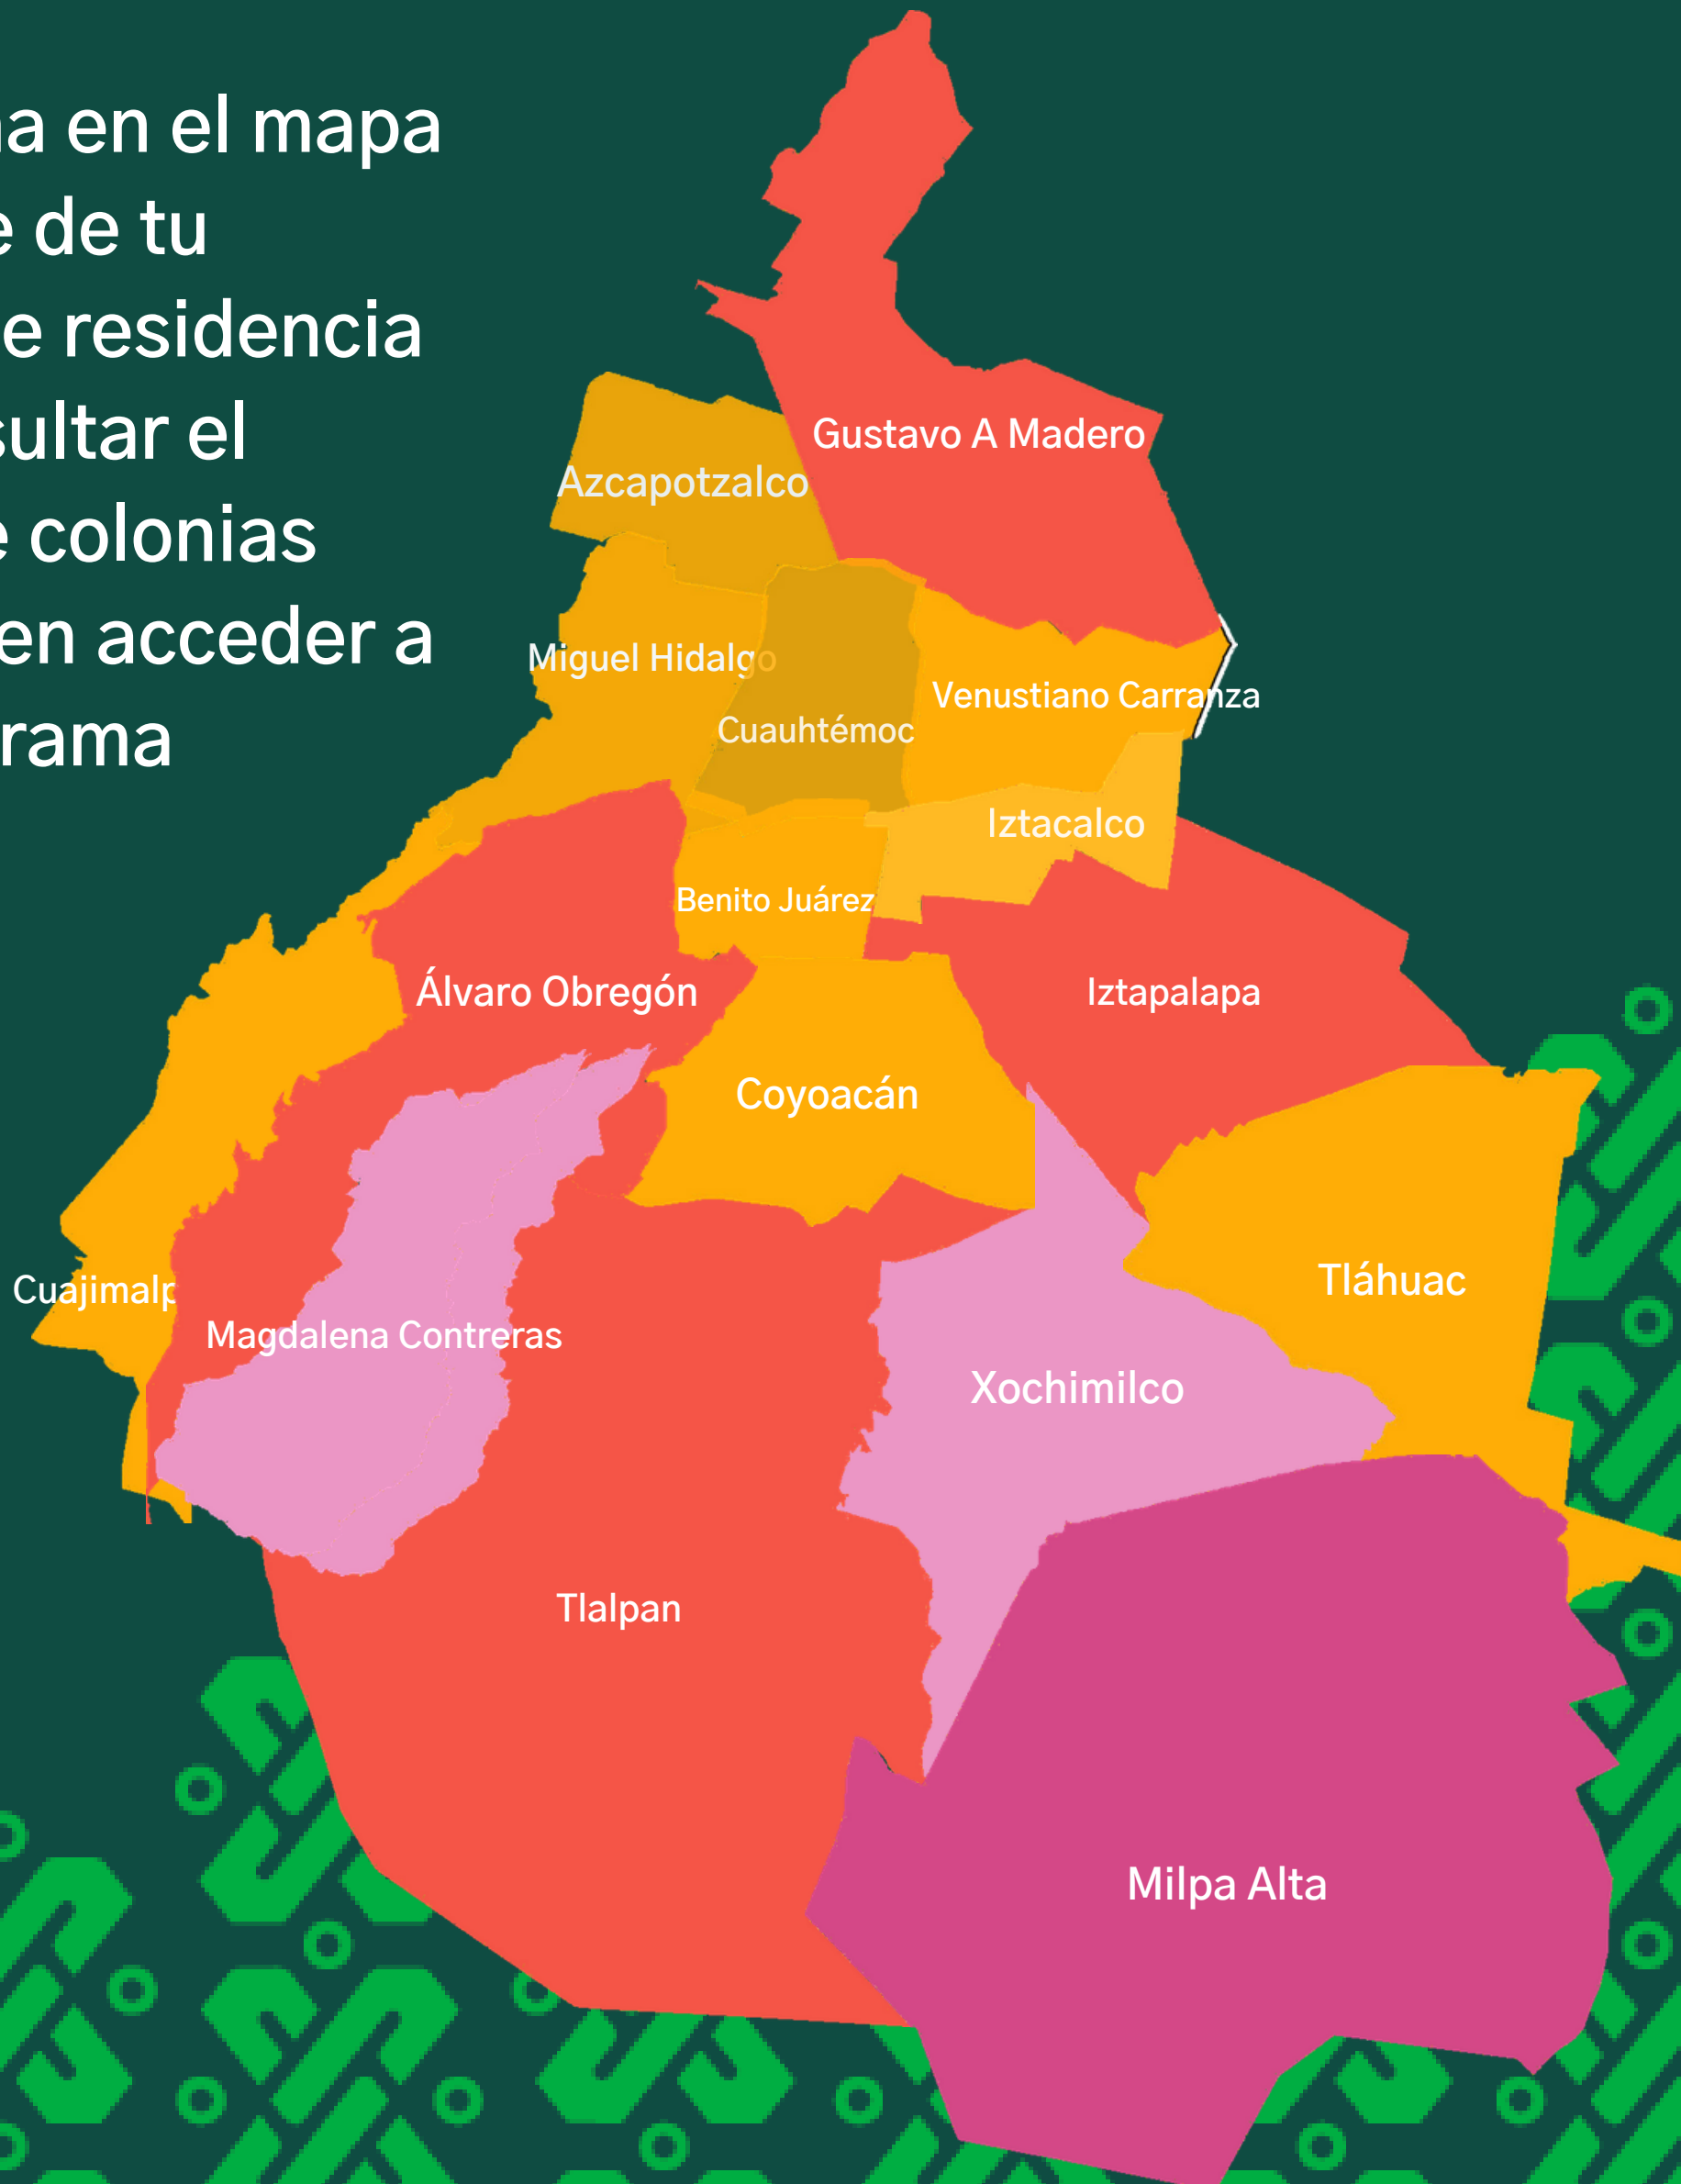 a en el mapa
e de tu
e residencia
sultar el
e colonias
en acceder a
rama
Gustavo A Madero
Azcapotzalco
Miguel Hidalgo
Venustiano Carranza
Cuauhtémoc
Iztacalco
Benito Juárez
Álvaro Obregón
Iztapalapa
Coyoacán
Tláhuac
Cuajimalp
Magdalena Contreras
Xochimilco
Tlalpan
Milpa Alta